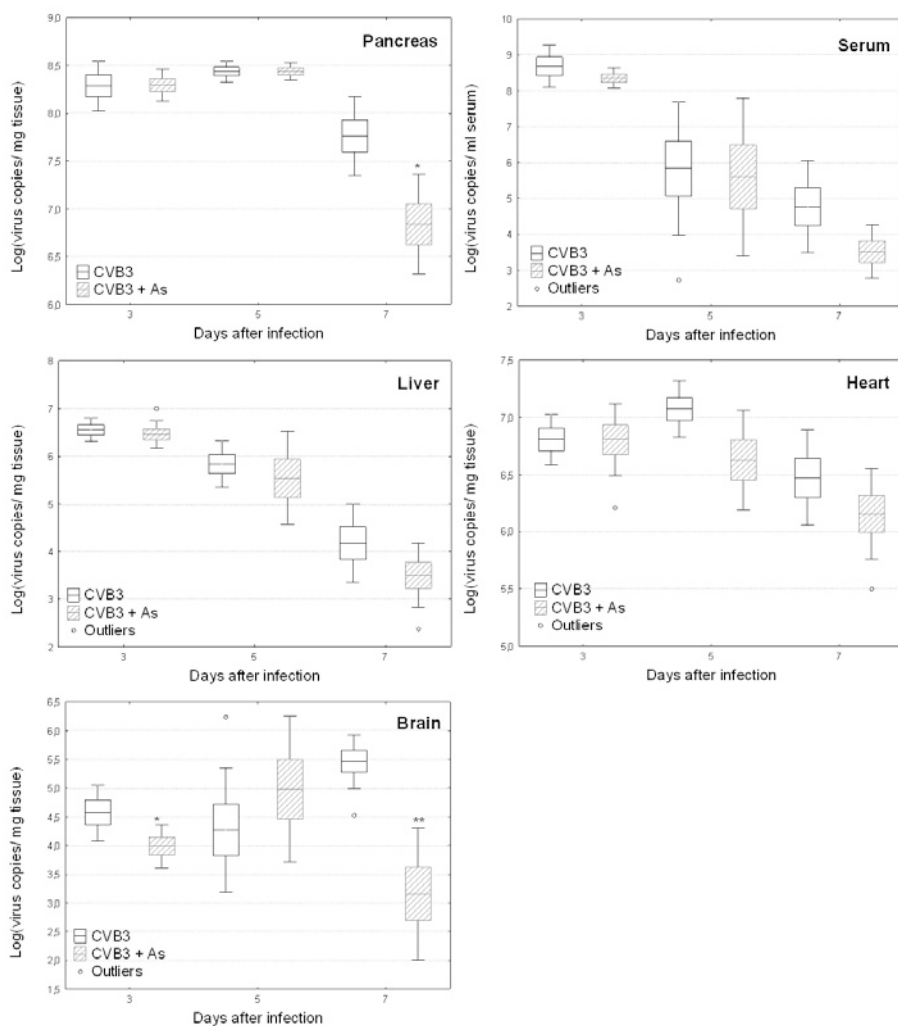 Pancreas
Log(virus copies/ mg tissue)
9,0
8,5
8,0
7,5
7,0
6,5
6,0
*
CVB3
CVB3 + As
3
5
7
Days after infection
Serum
Log(virus copies/ ml serum)
10
9
8
7
6
5
4
3
2
CVB3
CVB3 + As
Outliers
3
5
7
Days after infection
Liver
Log(virus copies/ mg tissue)
8
7
6
5
4
3
2
CVB3
CVB3 + As
Outliers
3
5
7
Days after infection
Heart
Log(virus copies/ mg tissue)
7,5
7,0
6,5
6,0
5,5
5,0
CVB3
CVB3 + As
Outliers
3
5
7
Days after infection
Brain
Log(virus copies/ mg tissue)
6,5
6,0
5,5
5,0
4,5
4,0
3,5
3,0
2,5
2,0
1,5
*
**
CVB3
CVB3 + As
Outliers
3
5
7
Days after infection